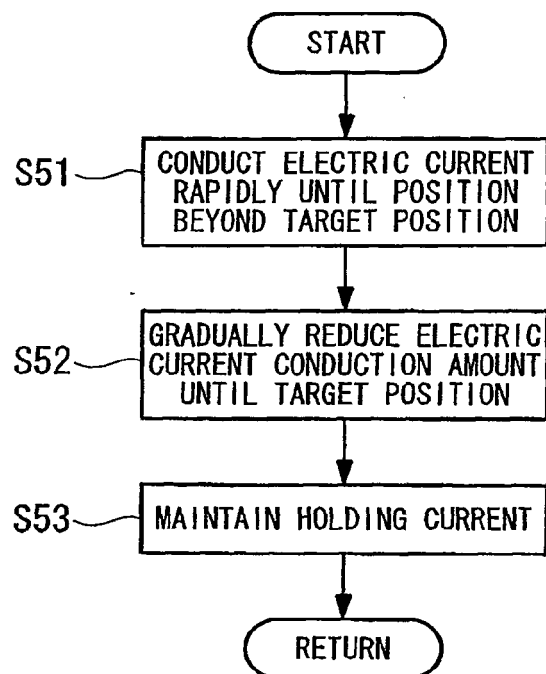 START
S51
CONDUCT ELECTRIC CURRENT
RAPIDLY UNTIL POSITION
BEYOND TARGET POSITION
S52
GRADUALLY REDUCE ELECTRIC
CURRENT CONDUCTION AMOUNT
UNTIL TARGET POSITION
S53
MAINTAIN HOLDING CURRENT
RETURN